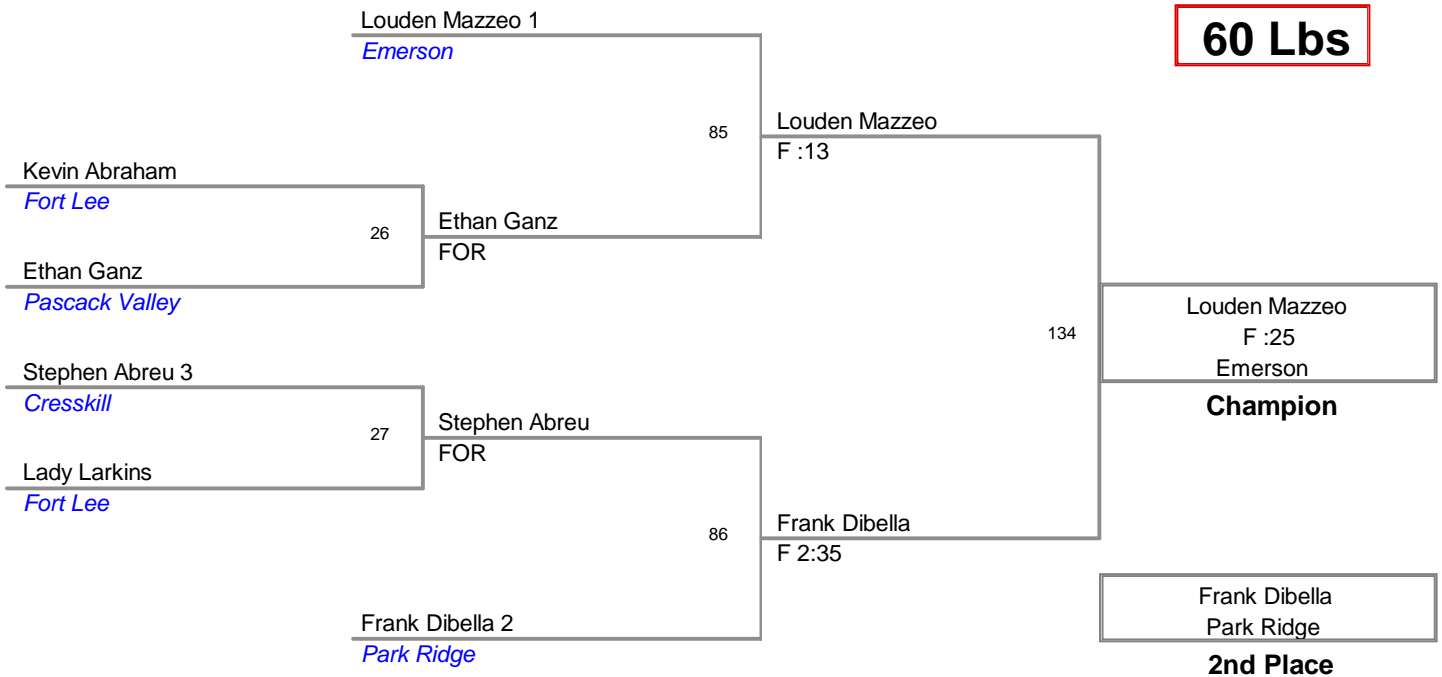 Louden Mazzeo 1
Emerson
60 Lbs
85
Louden Mazzeo
F :13
Kevin Abraham
Fort Lee
26
Ethan Ganz
FOR
Ethan Ganz
Pascack Valley
134
Louden Mazzeo
F :25
Emerson
Champion
Stephen Abreu 3
Cresskill
27
Stephen Abreu
FOR
Lady Larkins
Fort Lee
86
Frank Dibella
F 2:35
Frank Dibella 2
Park Ridge
Frank Dibella
Park Ridge
2nd Place